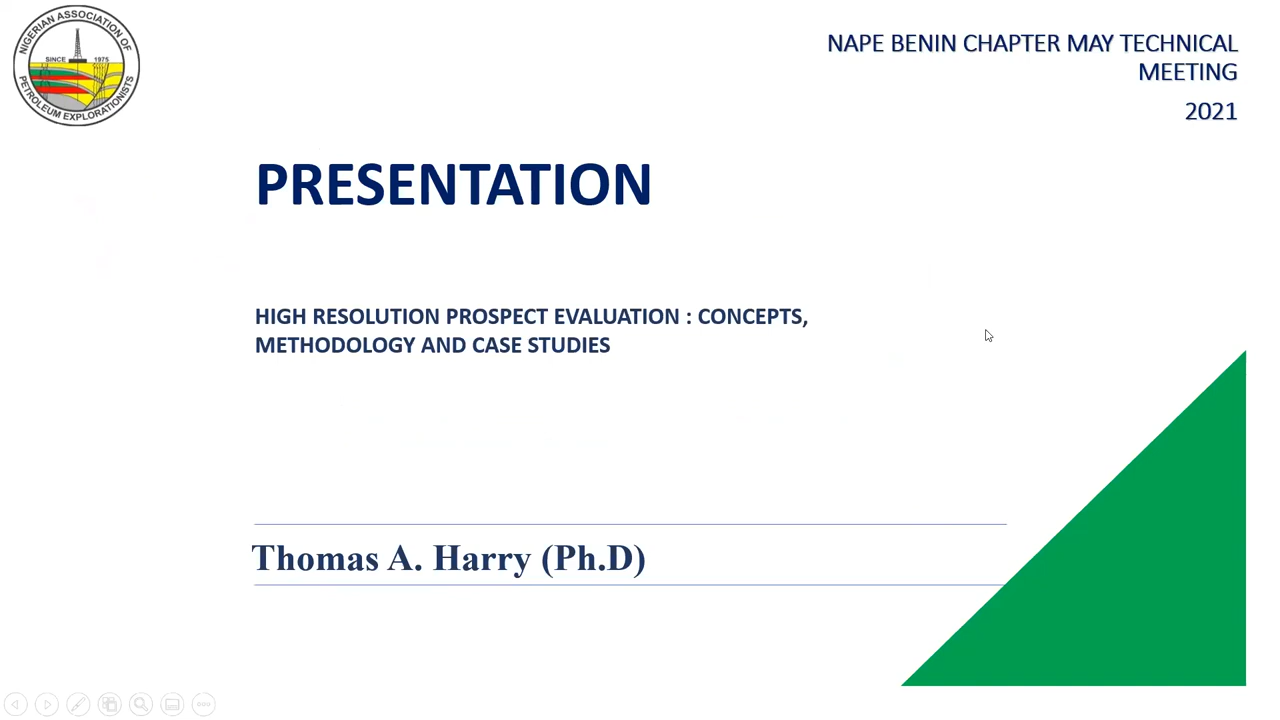 NIGERIAN ASSOCIATION OF
SINCE 1975
PETROLEUM EXPLORATIONISTS
NAPE BENIN CHAPTER MAY TECHNICAL
MEETING
2021
PRESENTATION
HIGH RESOLUTION PROSPECT EVALUATION : CONCEPTS,
METHODOLOGY AND CASE STUDIES
Thomas A. Harry (Ph.D)